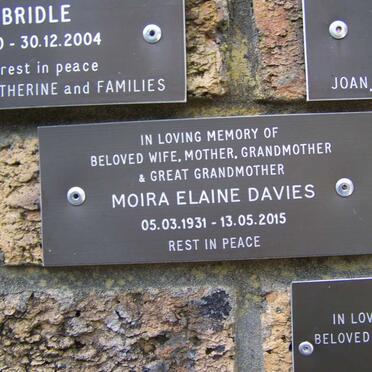 BRIDLE
- 30.12.2004
rest in peace
THERINE and FAMILIES
JOAN,
IN LOVING MEMORY OF
BELOVED WIFE, MOTHER, GRANDMOTHER
& GREAT GRANDMOTHER
MOIRA ELAINE DAVIES
05.03.1931 - 13.05.2015
REST IN PEACE
IN LOV
BELOVED